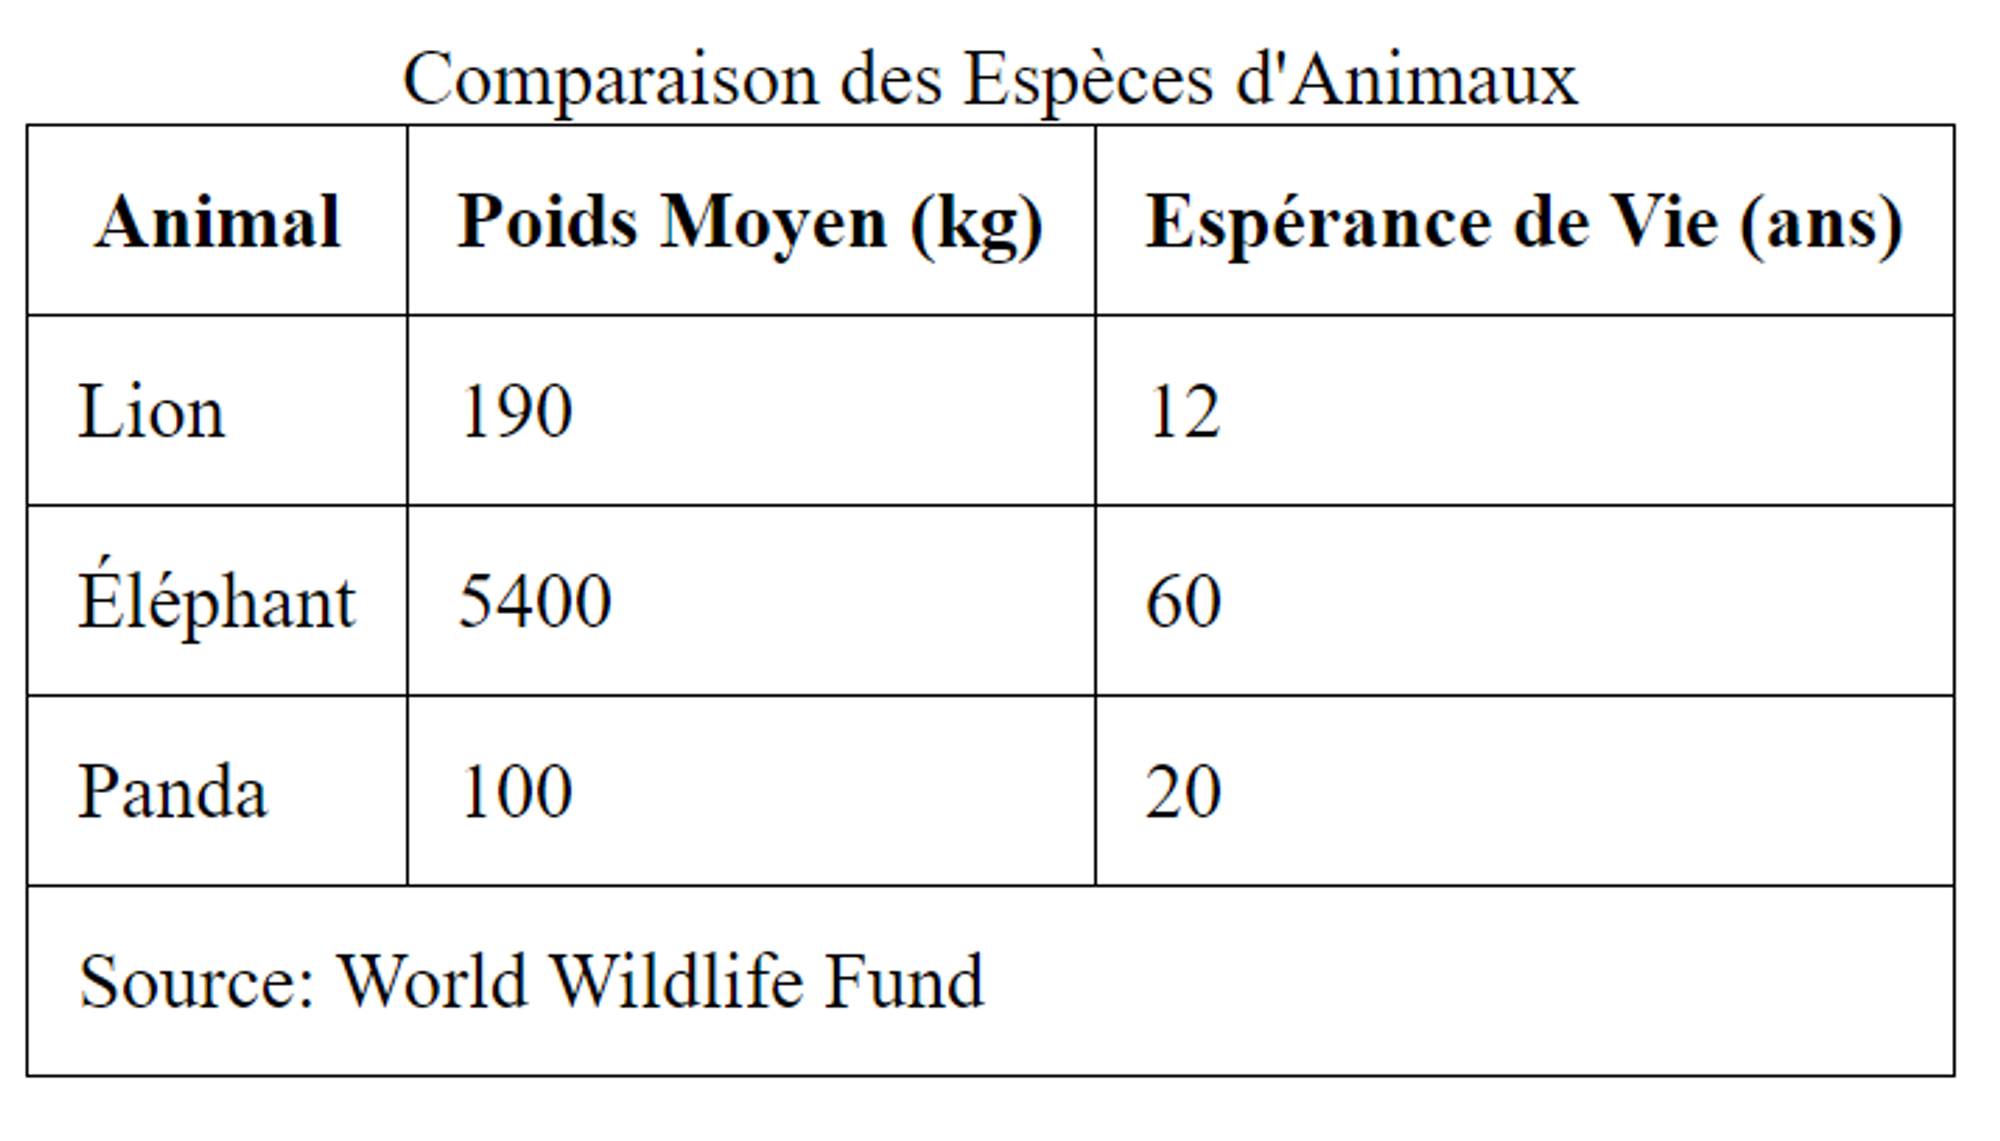 Comparaison des Espèces d'Animaux
Animal Poids Moyen (kg) Espérance de Vie (ans)
Lion 190 12
Éléphant 5400 60
Panda 100 20
Source: World Wildlife Fund